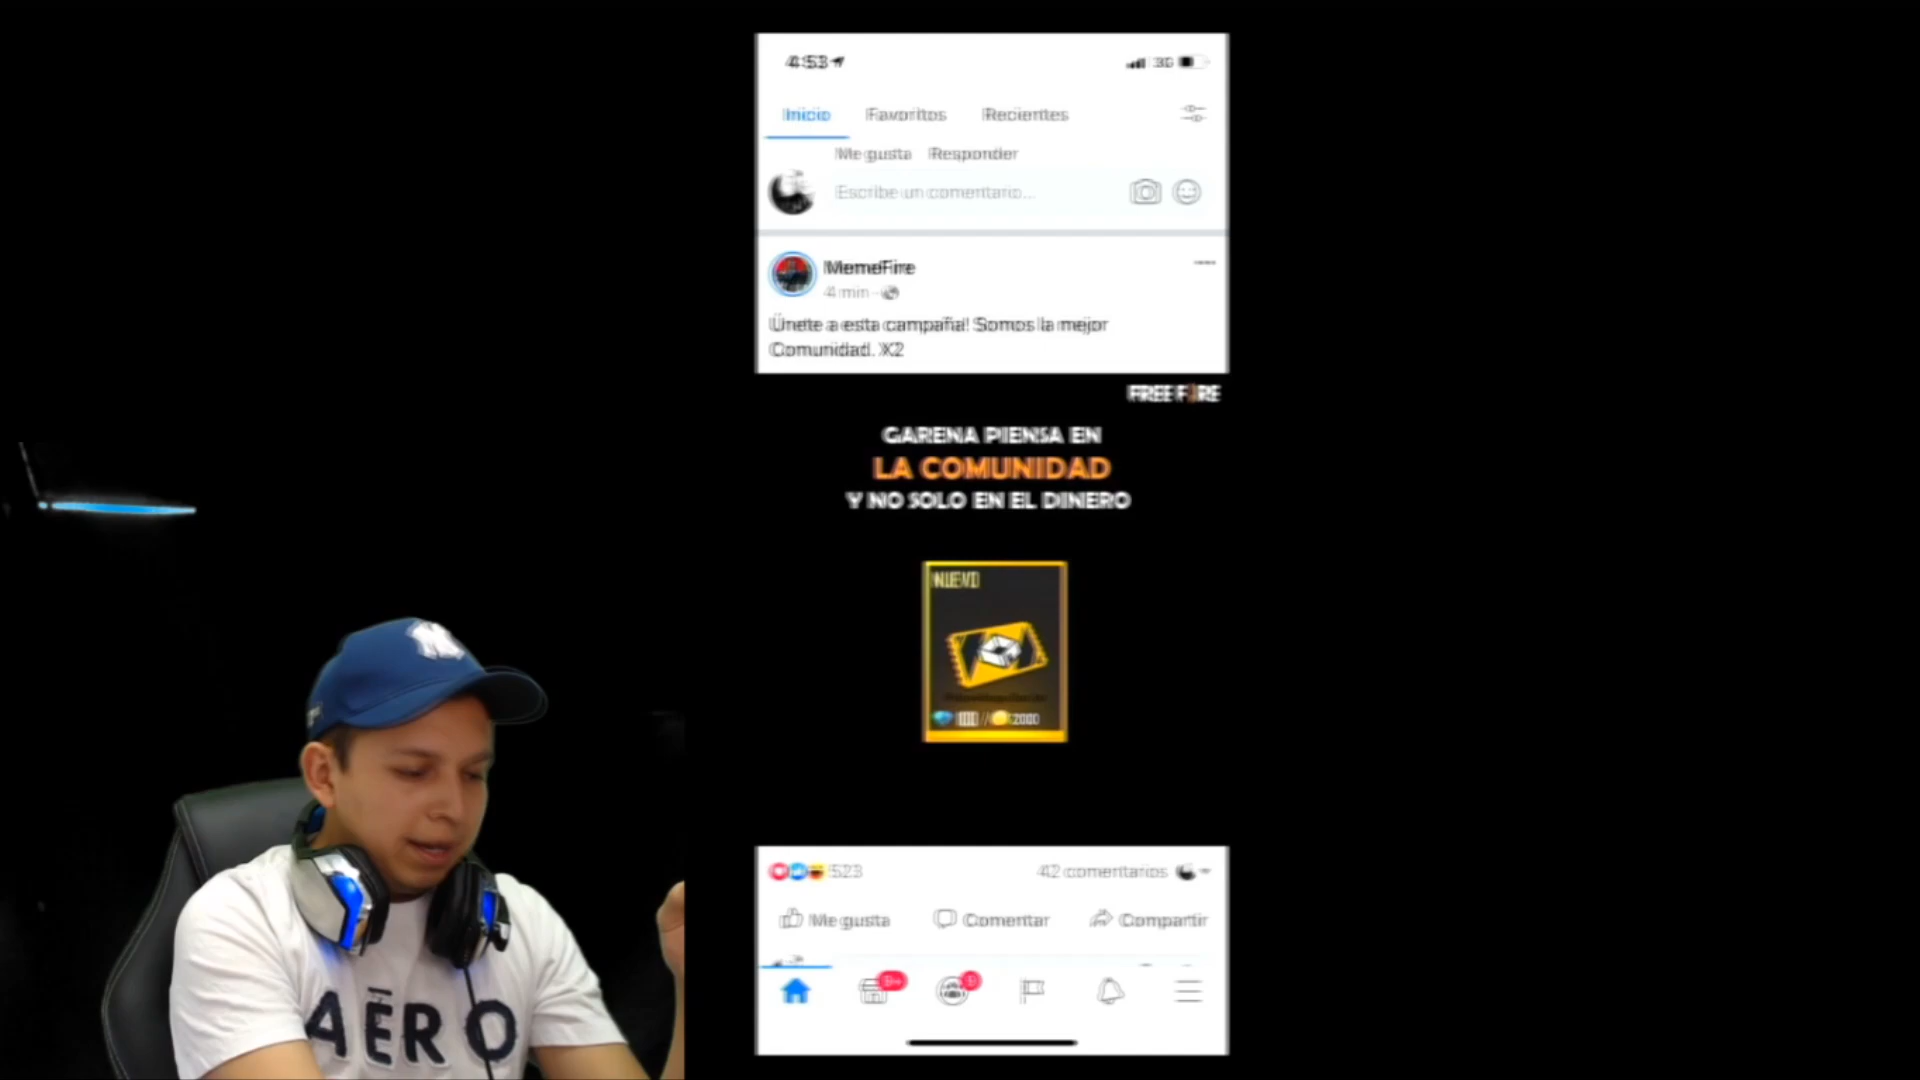 4:53
3G
Inicio Favoritos Recientes
Me gusta Responder
Escribe un comentario...
MemeFire
4 min
Únete a esta campaña! Somos la mejor
Comunidad. X2
FREE FIRE
GARENA PIENSA EN
LA COMUNIDAD
Y NO SOLO EN EL DINERO
NUEVO
2000
523 42 comentarios
Me gusta Comentar Compartir
9+
AERO